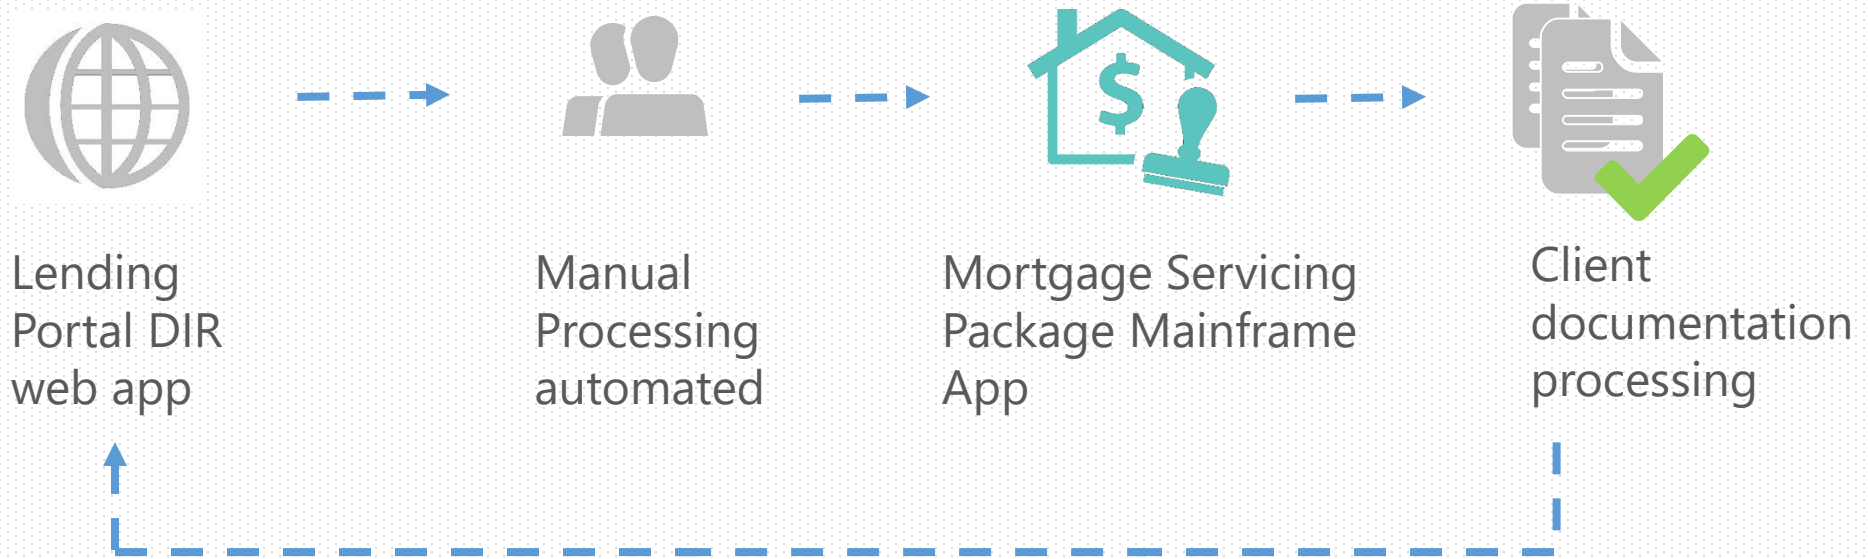 Lending
Portal DIR
web app
Manual
Processing
automated
$
Mortgage Servicing
Package Mainframe
App
Client
documentation
processing